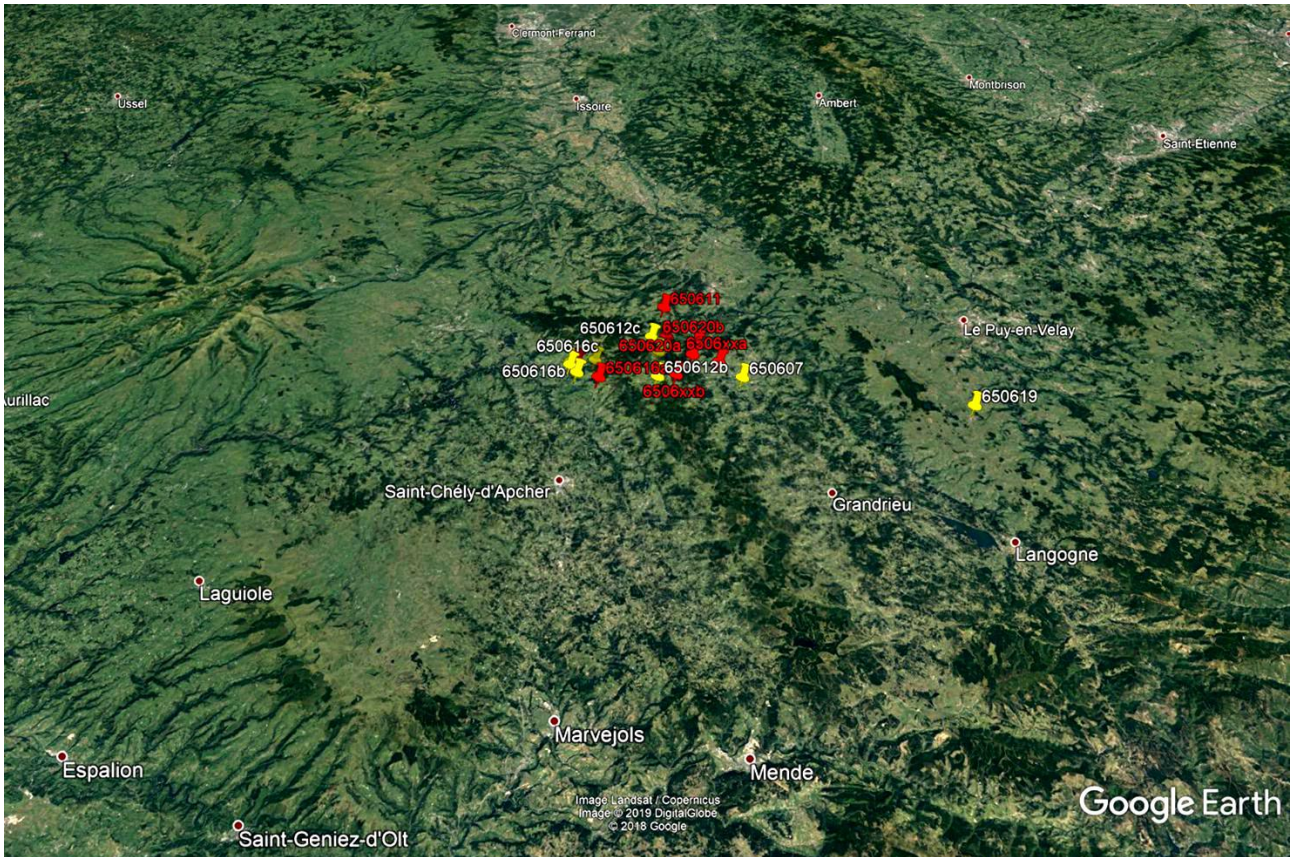 Clermont-Ferrand
Montbrison
Ussel
Issoire
Ambert
Saint-Etienne
650611
650612c
650620b
Le Puy-en-Velay
650620a
6506xxa
650616c
650616b
650612b
650607
6506xxb
650619
Aurillac
Saint-Chély-d'Apcher
Grandrieu
Langogne
Laguiole
Marvejols
Espalion
Mende
Image Landsat / Copernicus
Image © 2019 DigitalGlobe
© 2018 Google
Google Earth
Saint-Geniez-d'Olt